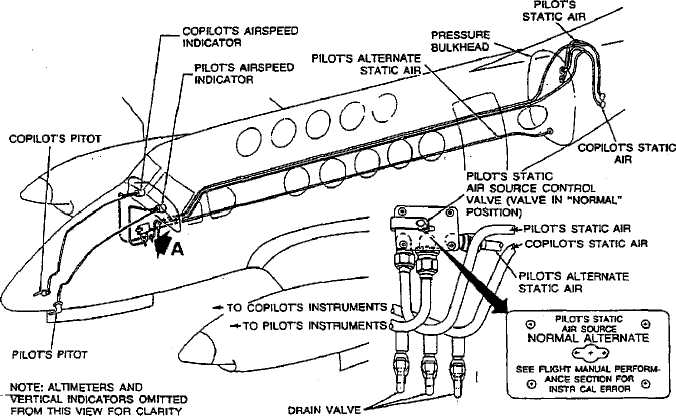 PILOT'S
STATIC AIR
COPILOT'S AIRSPEED
INDICATOR
PRESSURE
BULKHEAD
PILOT'S ALTERNATE
STATIC AIR
PILOT'S AIRSPEED
INDICATOR
COPILOT'S PITOT
COPILOT'S STATIC
AIR
PILOT'S STATIC
AIR SOURCE CONTROL
VALVE (VALVE IN "NORMAL"
POSITION)
A
PILOT'S STATIC AIR
COPILOT'S STATIC AIR
PILOT'S ALTERNATE
STATIC AIR
TO COPILOT'S INSTRUMENTS
TO PILOT'S INSTRUMENTS
PILOT'S STATIC
AIR SOURCE
NORMAL ALTERNATE
SEE FLIGHT MANUAL PERFORM-
ANCE SECTION FOR
INSTR CAL ERROR
PILOT'S PITOT
NOTE: ALTIMETERS AND
VERTICAL INDICATORS OMITTED
FROM THIS VIEW FOR CLARITY
DRAIN VALVE